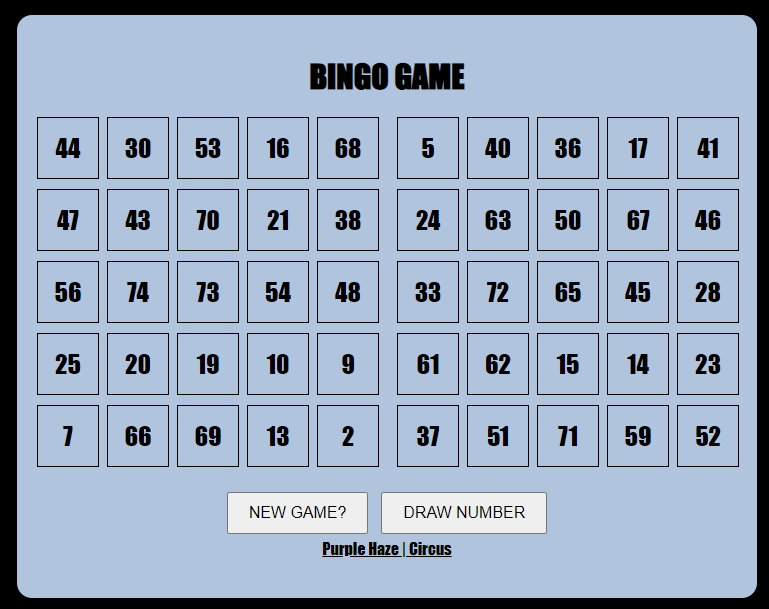 BINGO GAME
44 30 53 16 68 5 40 36 17 41
47 43 70 21 38 24 63 50 67 46
56 74 73 54 48 33 72 65 45 28
25 20 19 10 9 61 62 15 14 23
7 66 69 13 2 37 51 71 59 52
NEW GAME? DRAW NUMBER
Purple Haze | Circus